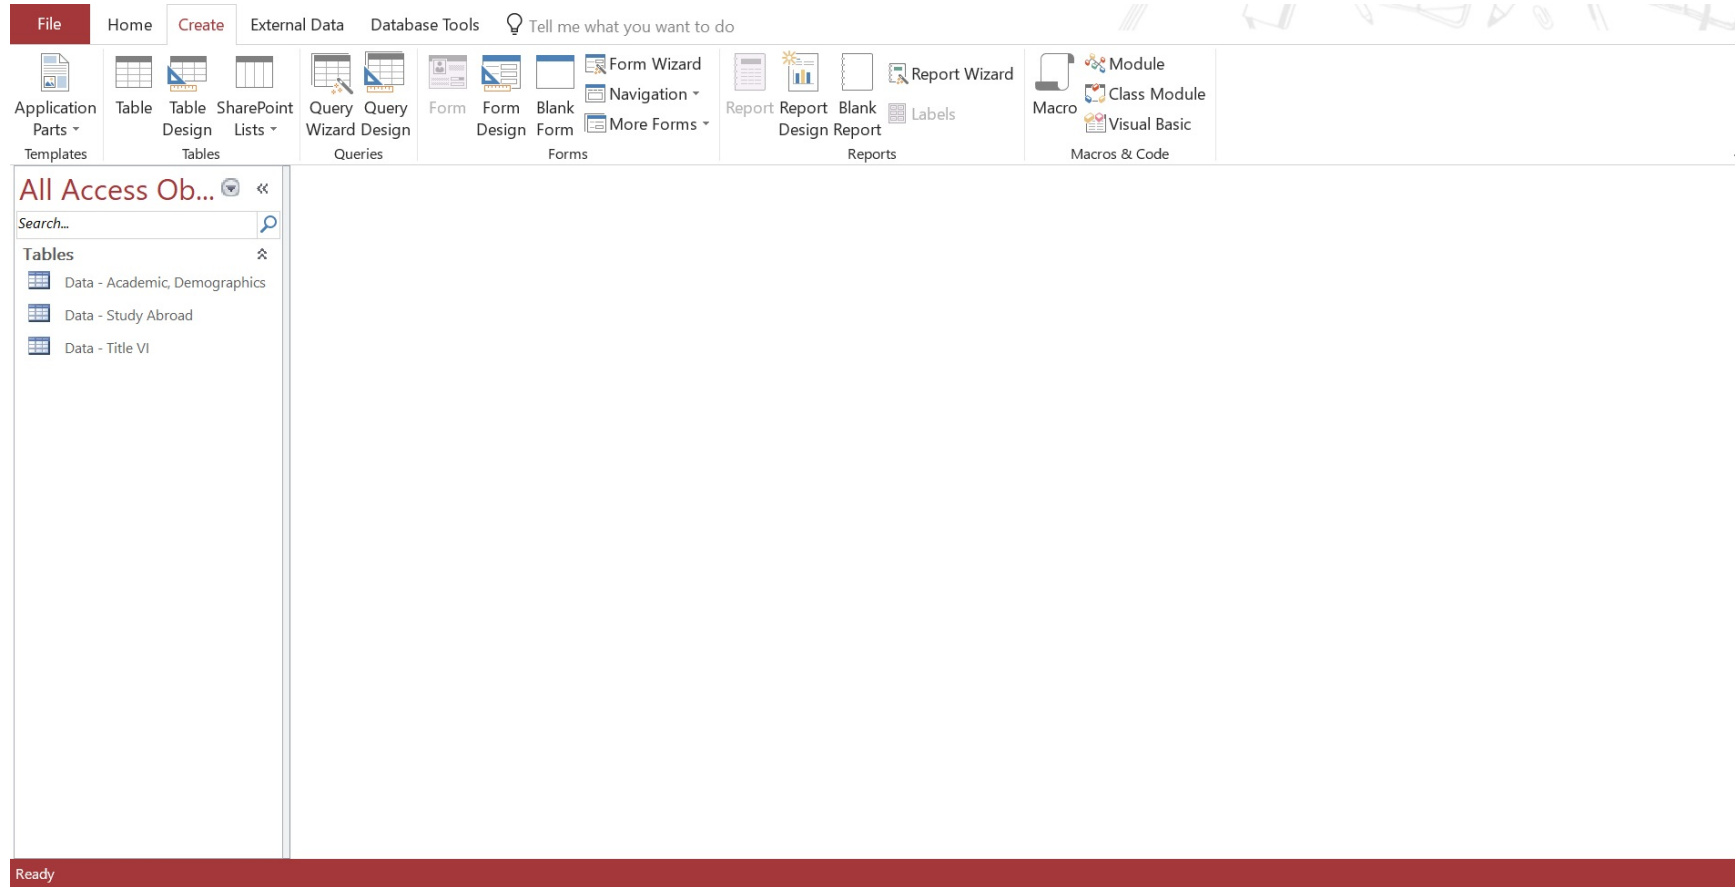 File Home Create External Data Database Tools Tell me what you want to do
Application Parts
Table
Table Design
SharePoint Lists
Query Wizard
Query Design
Form
Form Design
Blank Form
Form Wizard
Navigation
More Forms
Report
Report Design
Blank Report
Report Wizard
Labels
Macro
Module
Class Module
Visual Basic
Templates Tables Queries Forms Reports Macros & Code
All Access Ob...
Search...
Tables
Data - Academic, Demographics
Data - Study Abroad
Data - Title VI
Ready